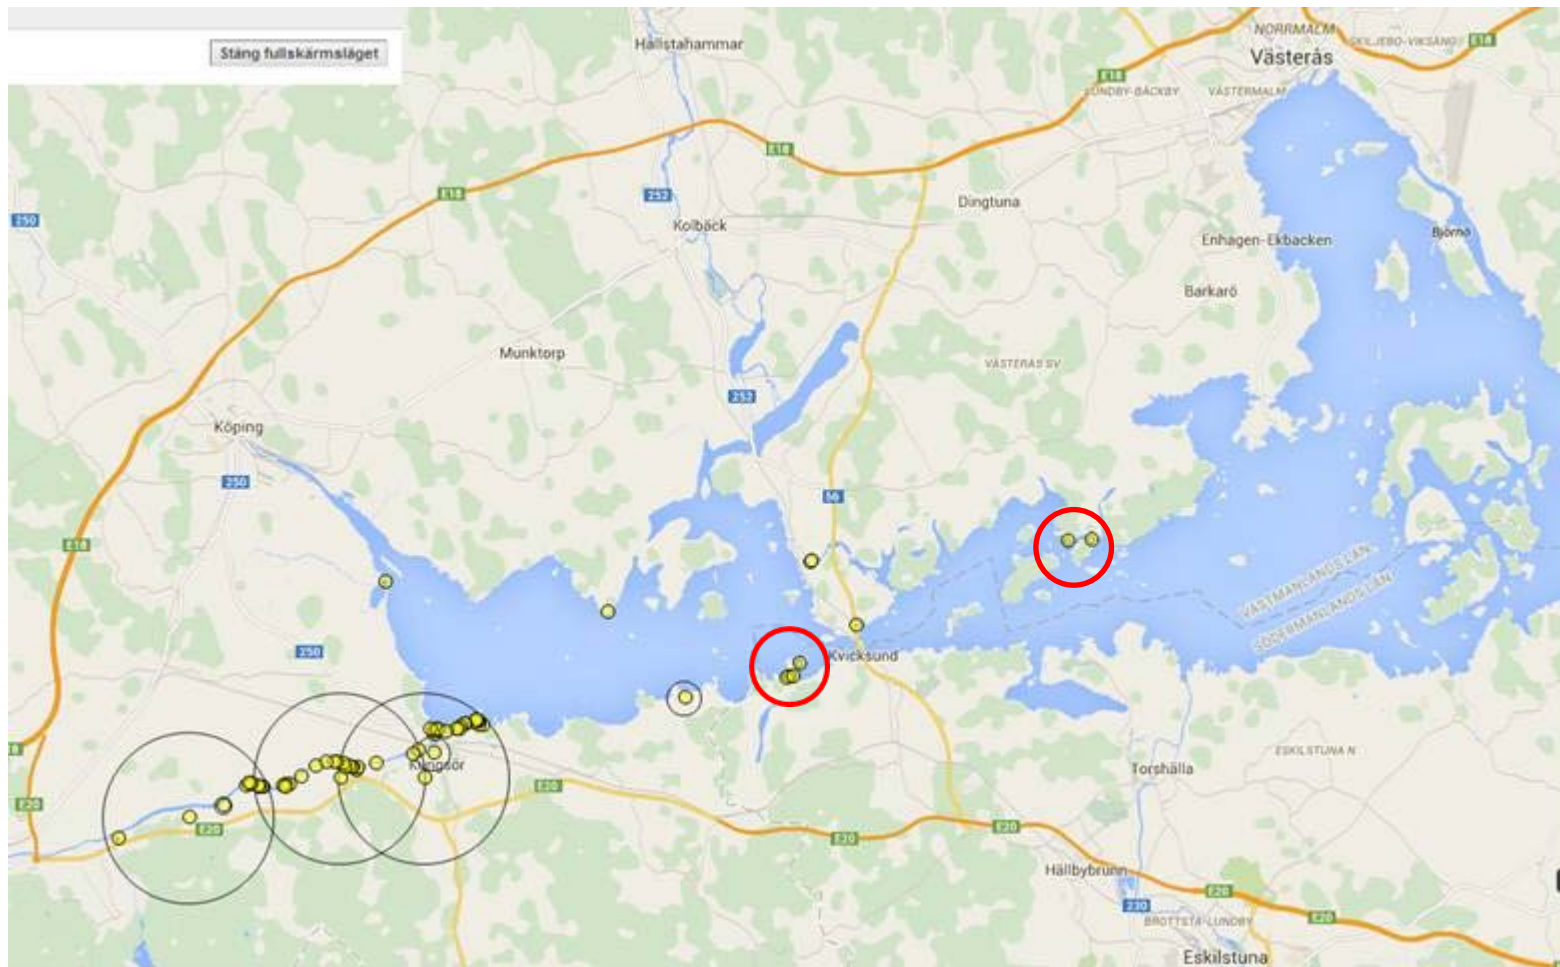 Stäng fullskärmsläget
Hallstahammar
NORRMALM
SKILJEBO-VIKSÄNG
E18
Västerås
E18
LUNDBY-BÄCKBY
VÄSTERMALM
E18
E18
252
Dingtuna
250
Kolbäck
Björnö
Enhagen-Ekbacken
Barkarö
Munktorp
VÄSTERÅS SV
252
Köping
250
56
E18
VÄSTMANLANDS LÄN
SÖDERMANLANDS LÄN
250
Kvicksund
E18
ESKILSTUNA N
Kungsör
Torshälla
E20
E20
E20
E20
E20
Hällbybrunn
E20
230
BROTTSTA-LUNDBY
E20
Eskilstuna